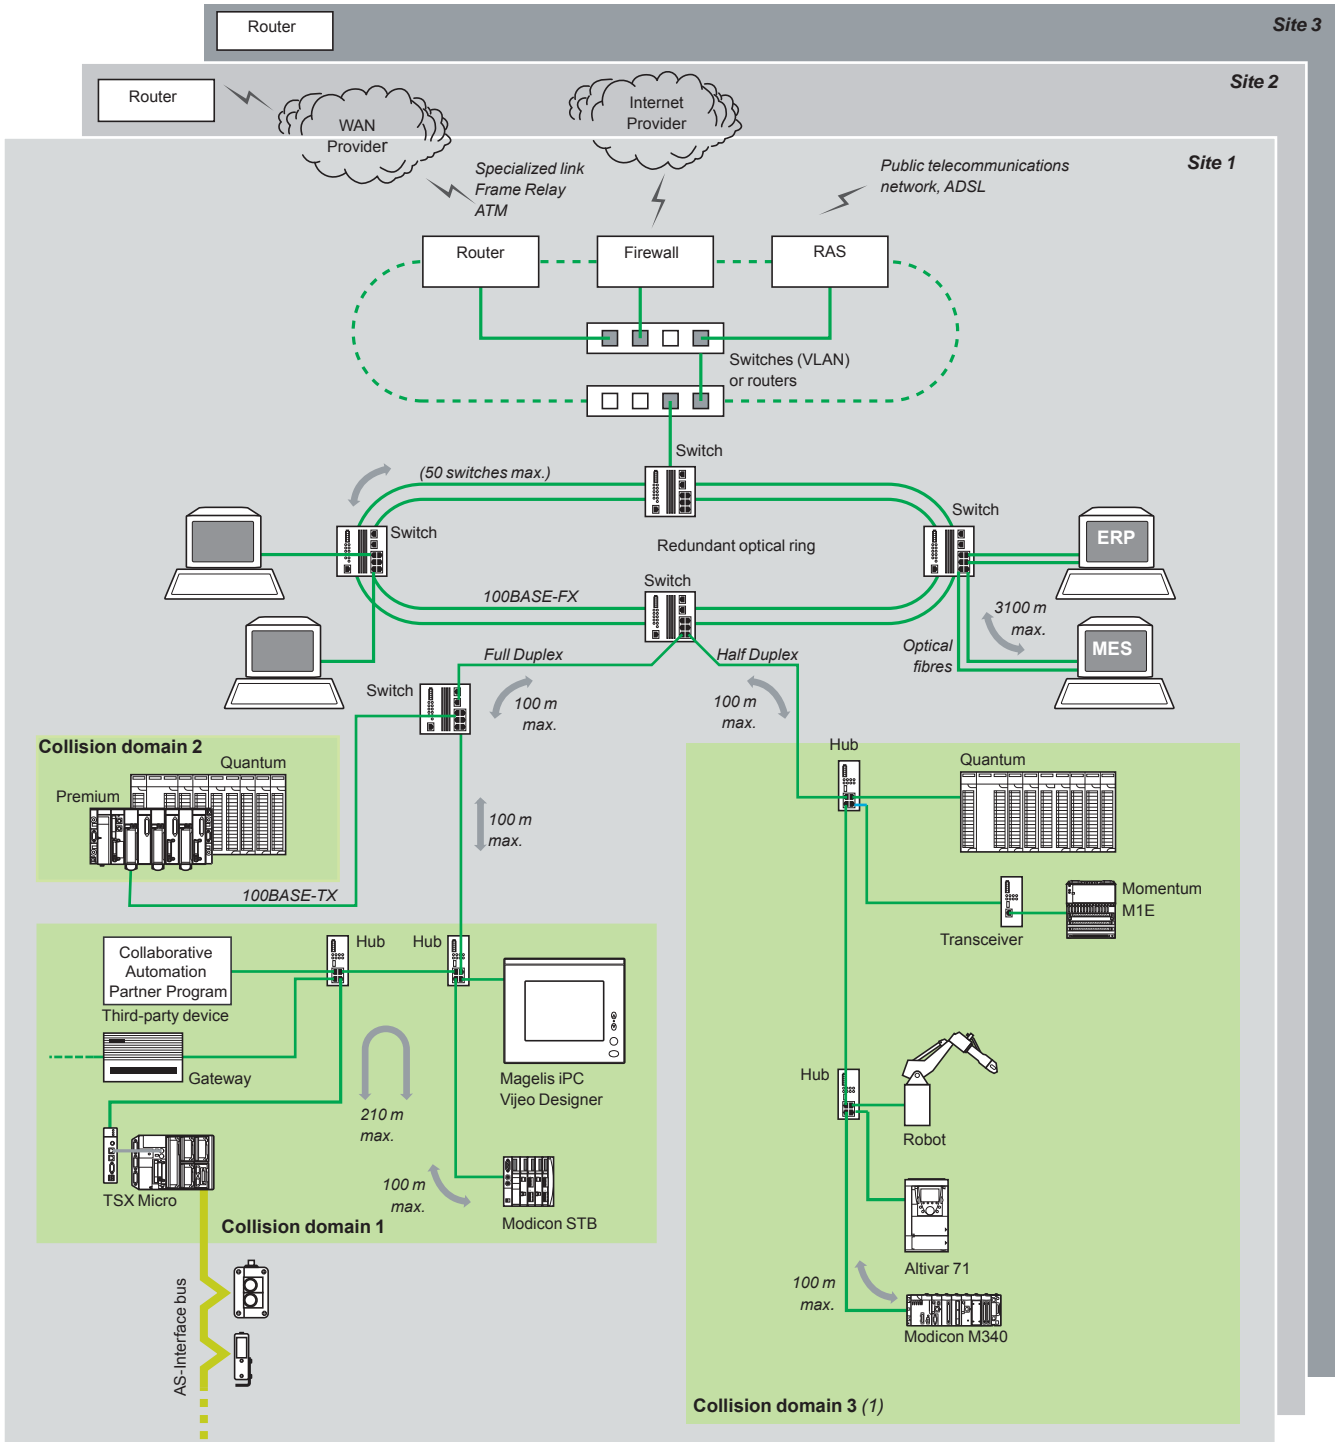 Router
Site 3
Router
Site 2
WAN
Provider
Internet
Provider
Site 1
Specialized link
Frame Relay
ATM
Public telecommunications
network, ADSL
Router
Firewall
RAS
Switches (VLAN)
or routers
Switch
(50 switches max.)
Switch
Switch
ERP
Redundant optical ring
Switch
100BASE-FX
3100 m
max.
MES
Optical
fibres
Full Duplex
Half Duplex
Switch
100 m
max.
100 m
max.
Collision domain 2
Quantum
Premium
100 m
max.
100BASE-TX
Hub
Quantum
Momentum
M1E
Transceiver
Hub
Hub
Collaborative
Automation
Partner Program
Third-party device
Gateway
Magelis iPC
Vijeo Designer
210 m
max.
TSX Micro
100 m
max.
Modicon STB
Collision domain 1
Hub
Robot
Altivar 71
100 m
max.
Modicon M340
AS-Interface bus
Collision domain 3 (1)